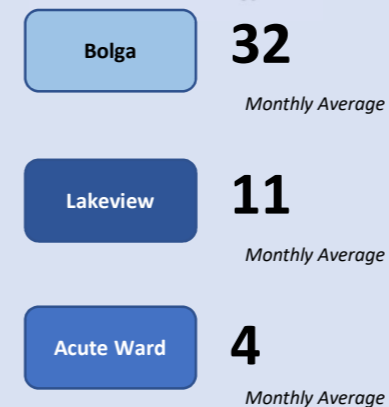 Bolga 32
Monthly Average
Lakeview 11
Monthly Average
Acute Ward 4
Monthly Average